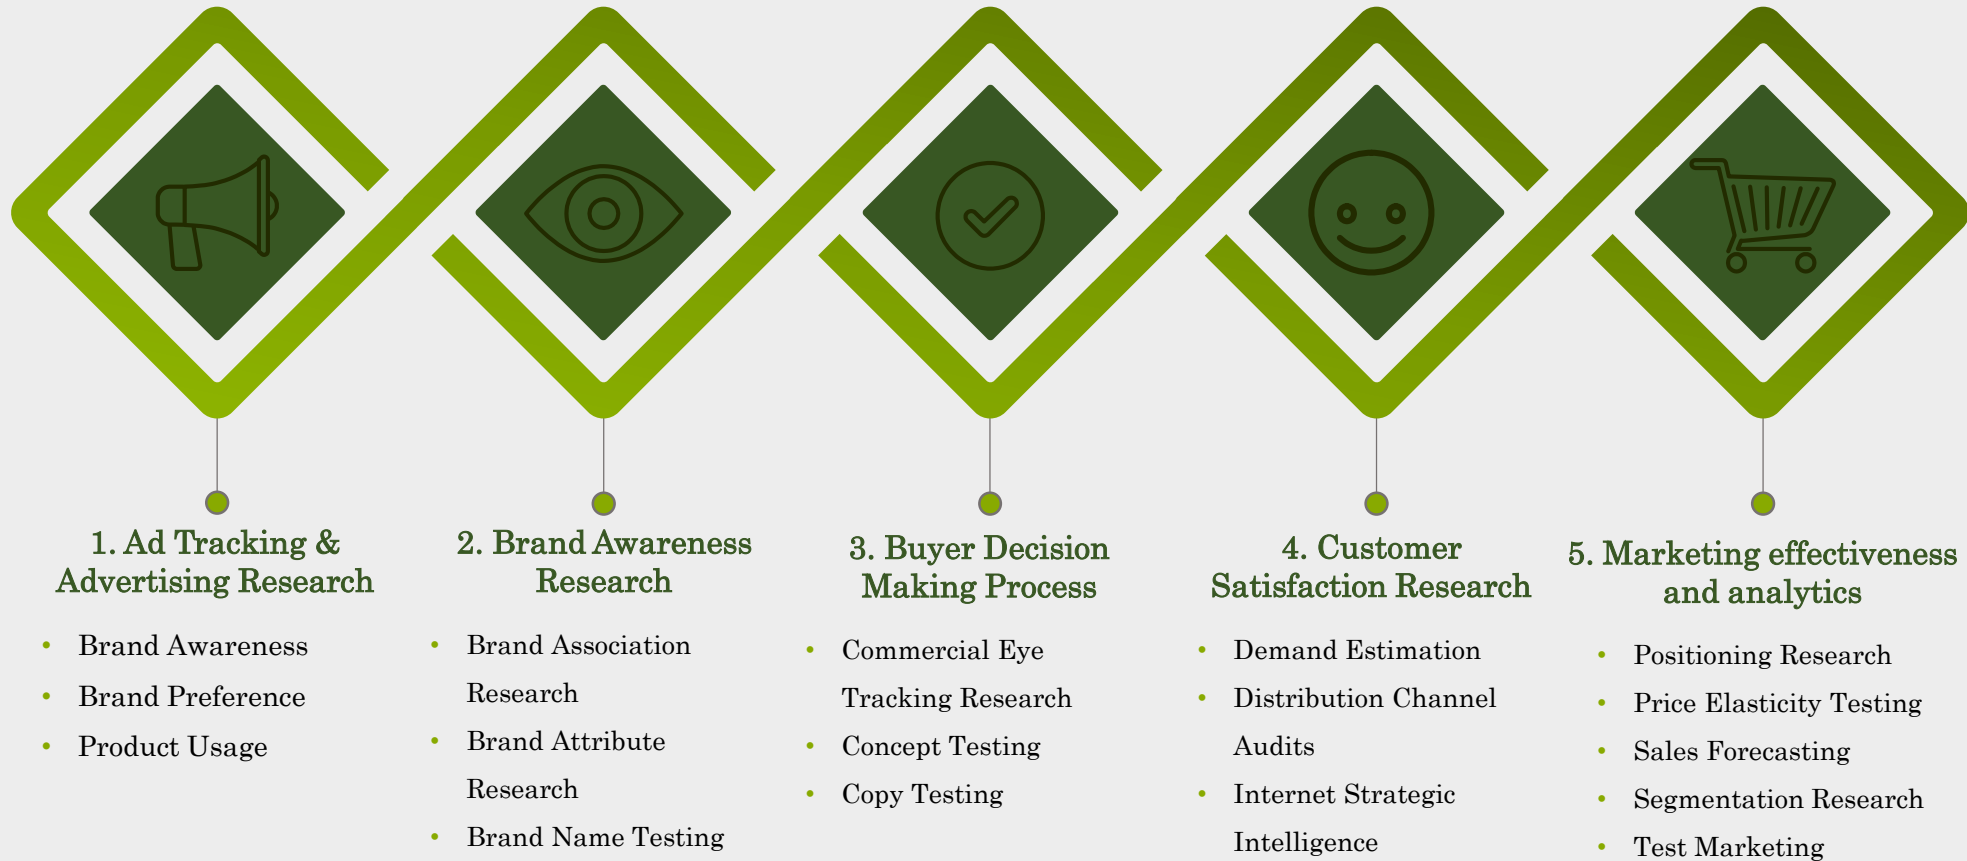 1. Ad Tracking &
Advertising Research
• Brand Awareness
• Brand Preference
• Product Usage
2. Brand Awareness
Research
• Brand Association
Research
• Brand Attribute
Research
• Brand Name Testing
3. Buyer Decision
Making Process
• Commercial Eye
Tracking Research
• Concept Testing
• Copy Testing
4. Customer
Satisfaction Research
• Demand Estimation
• Distribution Channel
Audits
• Internet Strategic
Intelligence
5. Marketing effectiveness
and analytics
• Positioning Research
• Price Elasticity Testing
• Sales Forecasting
• Segmentation Research
• Test Marketing